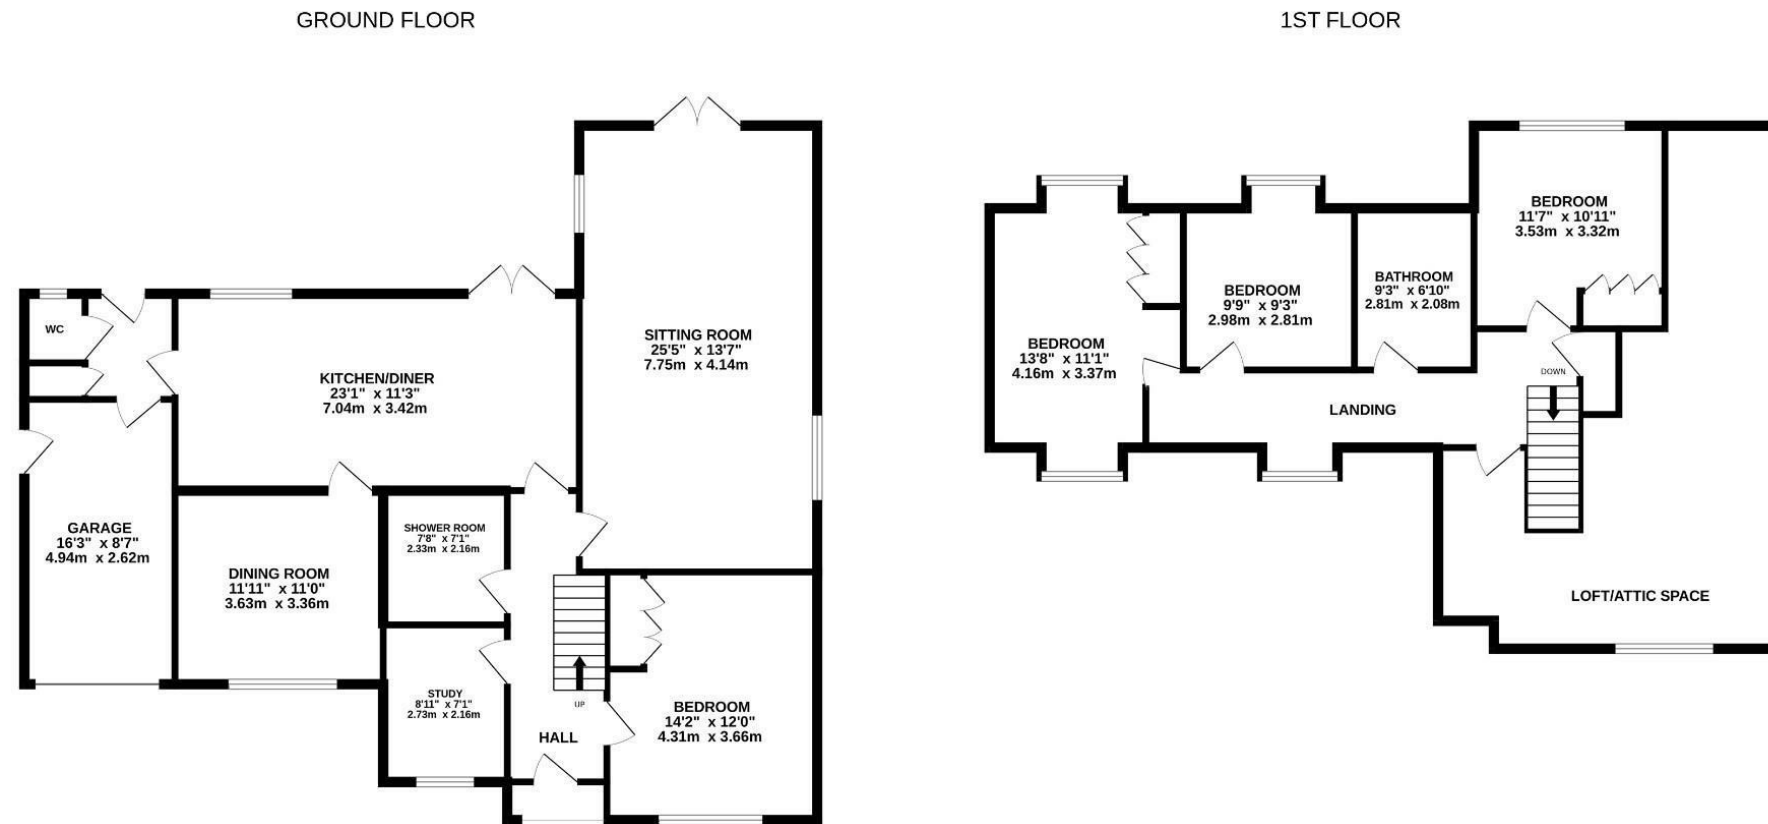 GROUND FLOOR
WC
KITCHEN/DINER
23'1" x 11'3"
7.04m x 3.42m
SITTING ROOM
25'5" x 13'7"
7.75m x 4.14m
GARAGE
16'3" x 8'7"
4.94m x 2.62m
DINING ROOM
11'11" x 11'0"
3.63m x 3.36m
SHOWER ROOM
7'8" x 7'1"
2.33m x 2.16m
STUDY
8'11" x 7'1"
2.73m x 2.16m
UP
HALL
BEDROOM
14'2" x 12'0"
4.31m x 3.66m
1ST FLOOR
BEDROOM
13'8" x 11'1"
4.16m x 3.37m
BEDROOM
9'9" x 9'3"
2.98m x 2.81m
BATHROOM
9'3" x 6'10"
2.81m x 2.08m
BEDROOM
11'7" x 10'11"
3.53m x 3.32m
DOWN
LANDING
LOFT/ATTIC SPACE